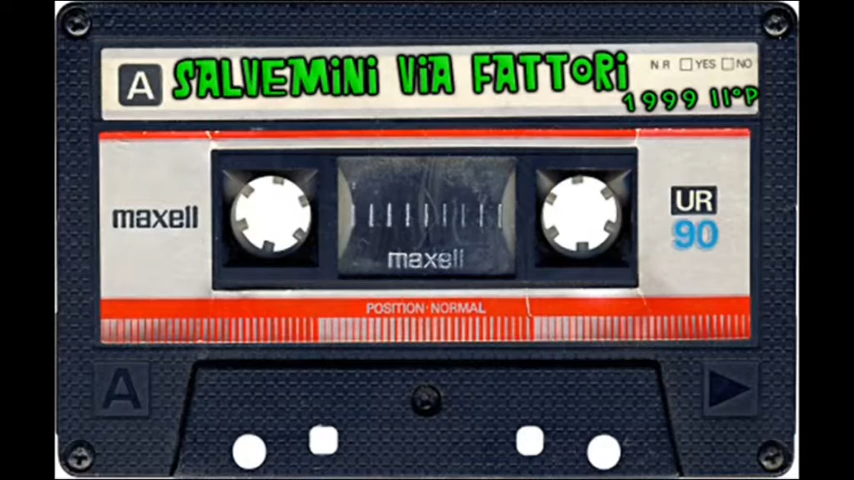 A SALVEMiNi ViA FATTORi
N.R □YES □NO
1999 II°P
maxell
UR
90
maxell
POSITION·NORMAL
A